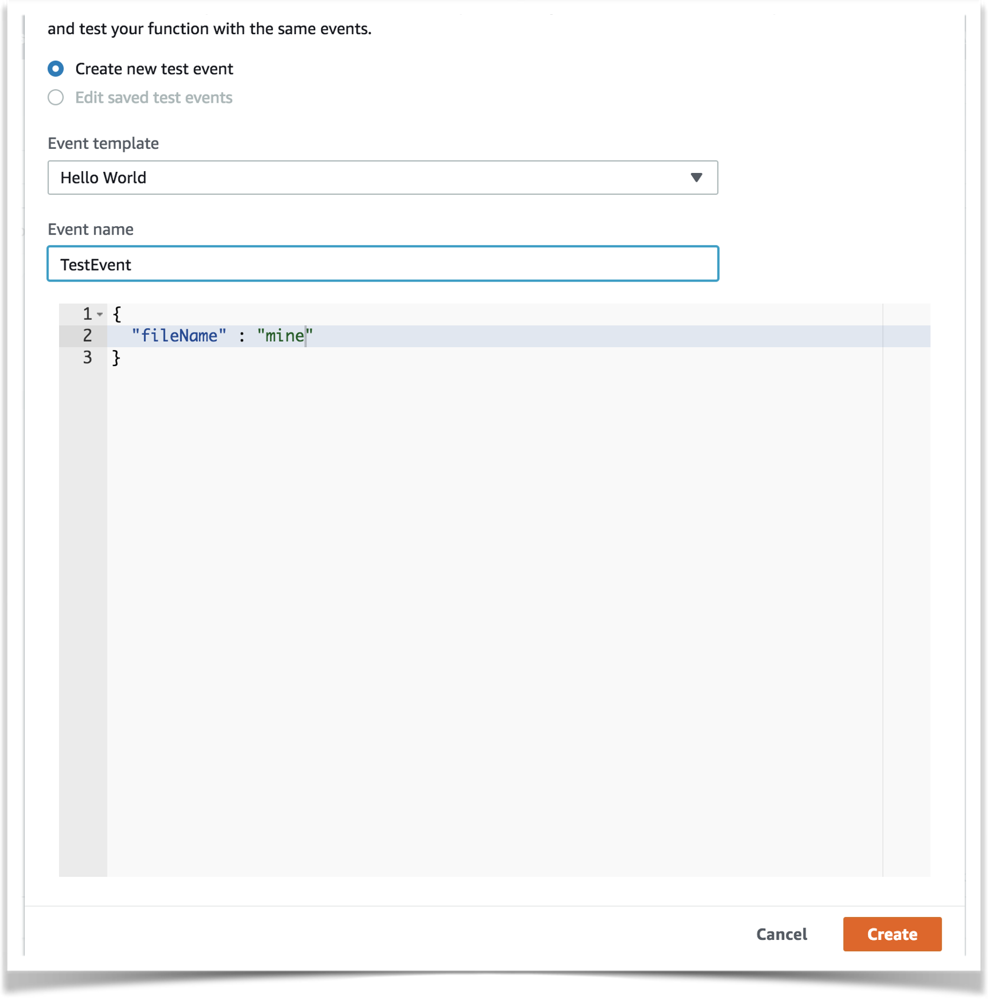 and test your function with the same events.
Create new test event
Edit saved test events
Event template
Hello World
Event name
TestEvent
1 {
2 "fileName" : "mine"
3 }
Cancel
Create